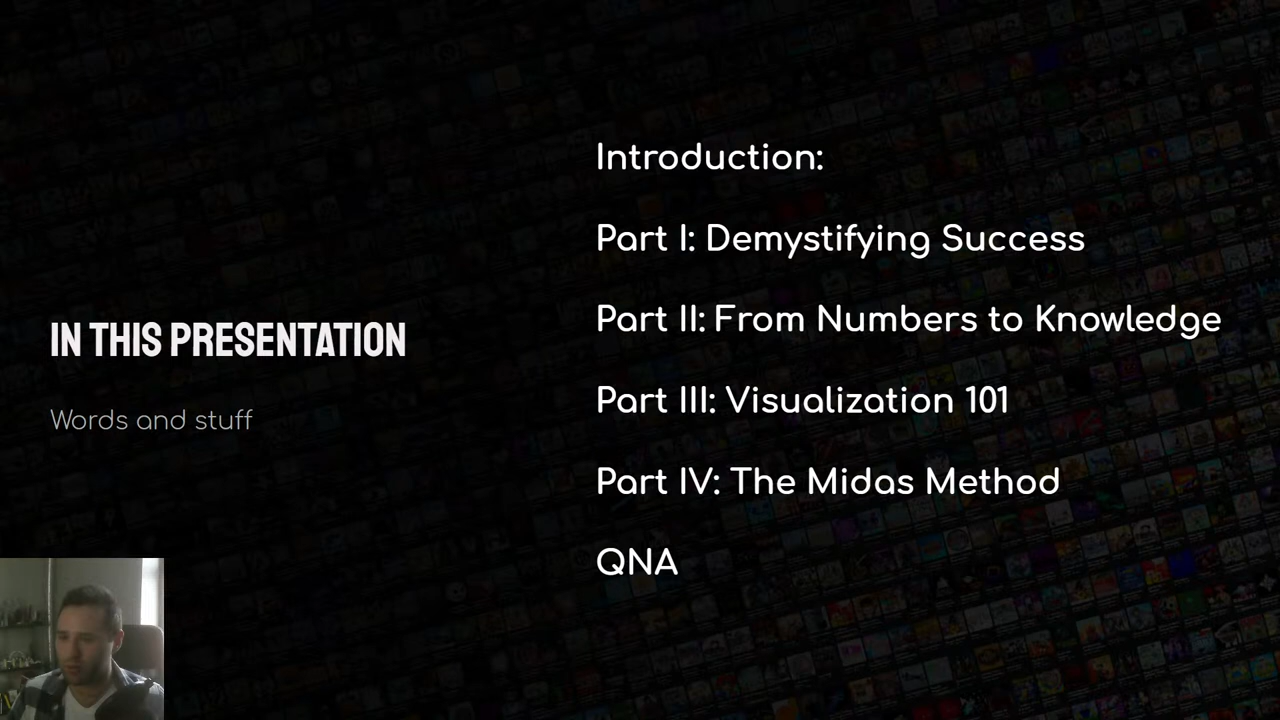 IN THIS PRESENTATION
Words and stuff
Introduction:
Part I: Demystifying Success
Part II: From Numbers to Knowledge
Part III: Visualization 101
Part IV: The Midas Method
QNA